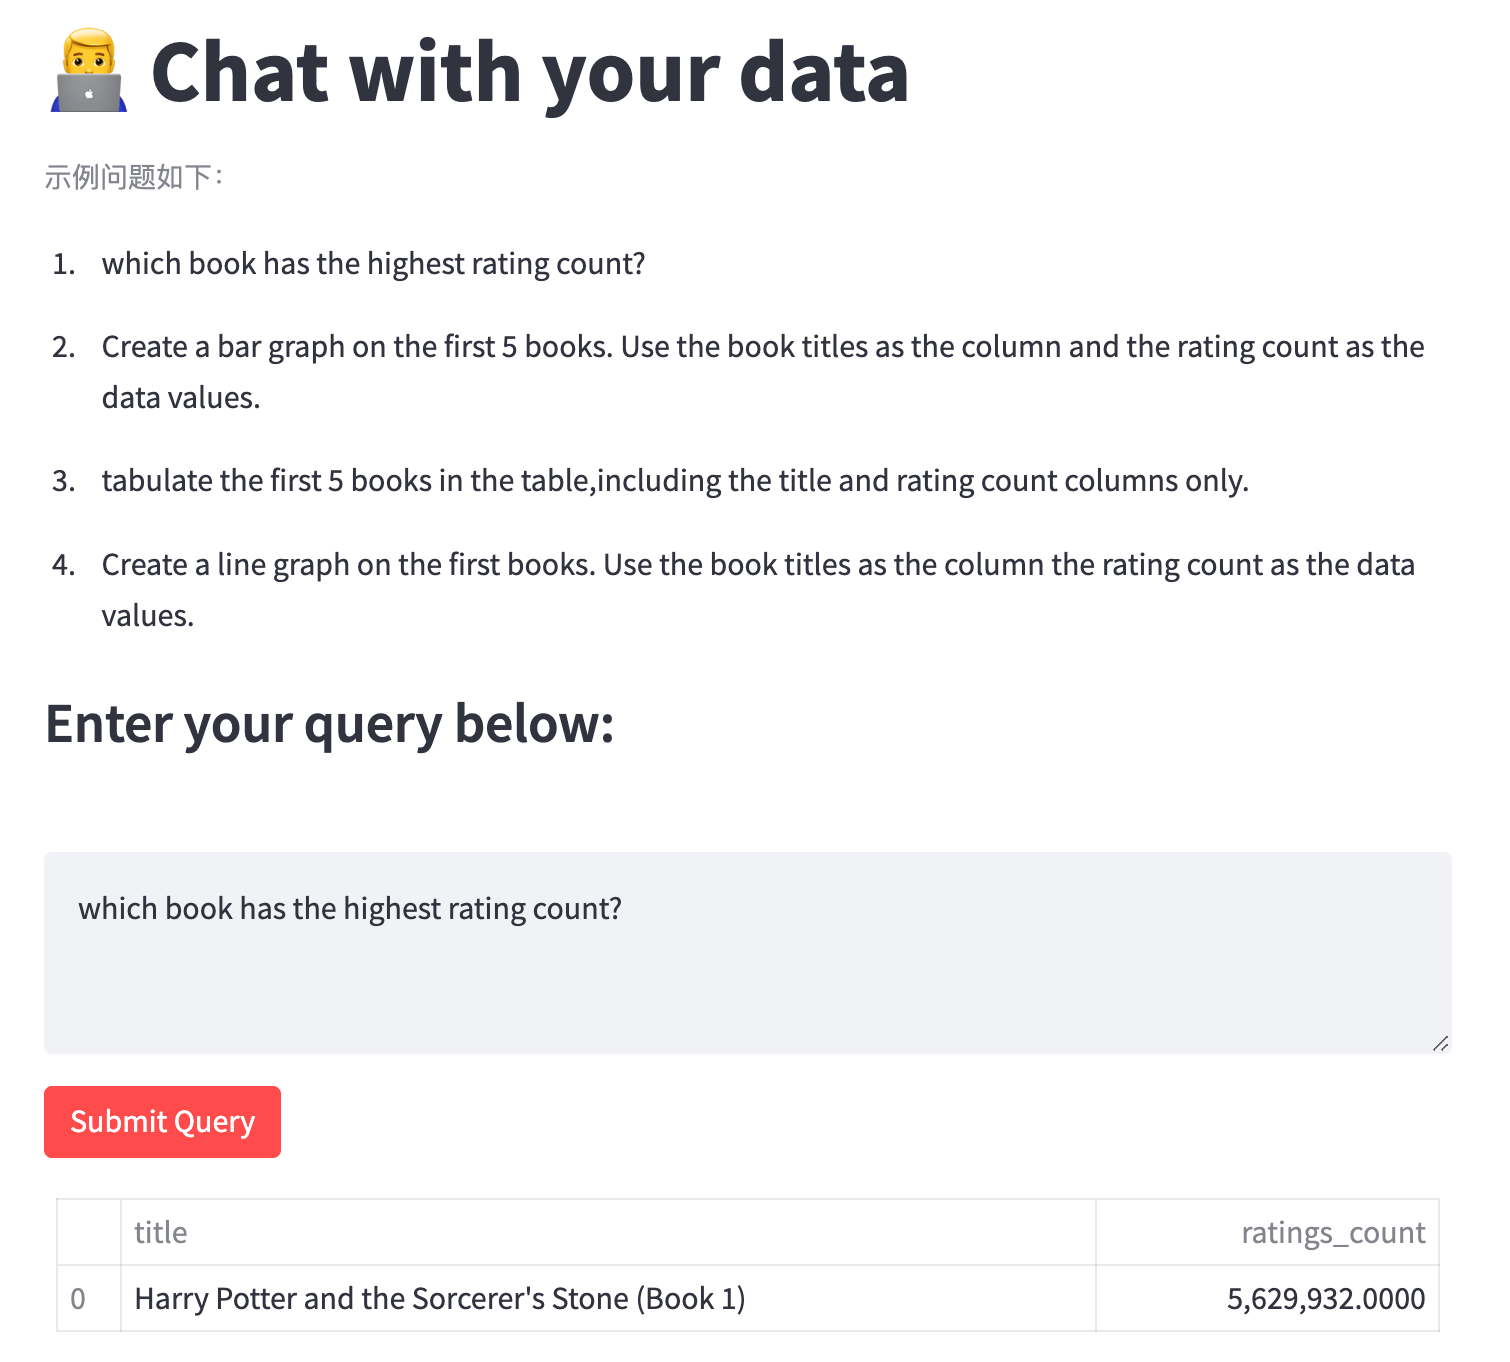 Chat with your data
示例问题如下：
1. which book has the highest rating count?
2. Create a bar graph on the first 5 books. Use the book titles as the column and the rating count as the
data values.
3. tabulate the first 5 books in the table,including the title and rating count columns only.
4. Create a line graph on the first books. Use the book titles as the column the rating count as the data
values.
Enter your query below:
which book has the highest rating count?
Submit Query
title ratings_count
0 Harry Potter and the Sorcerer's Stone (Book 1) 5,629,932.0000